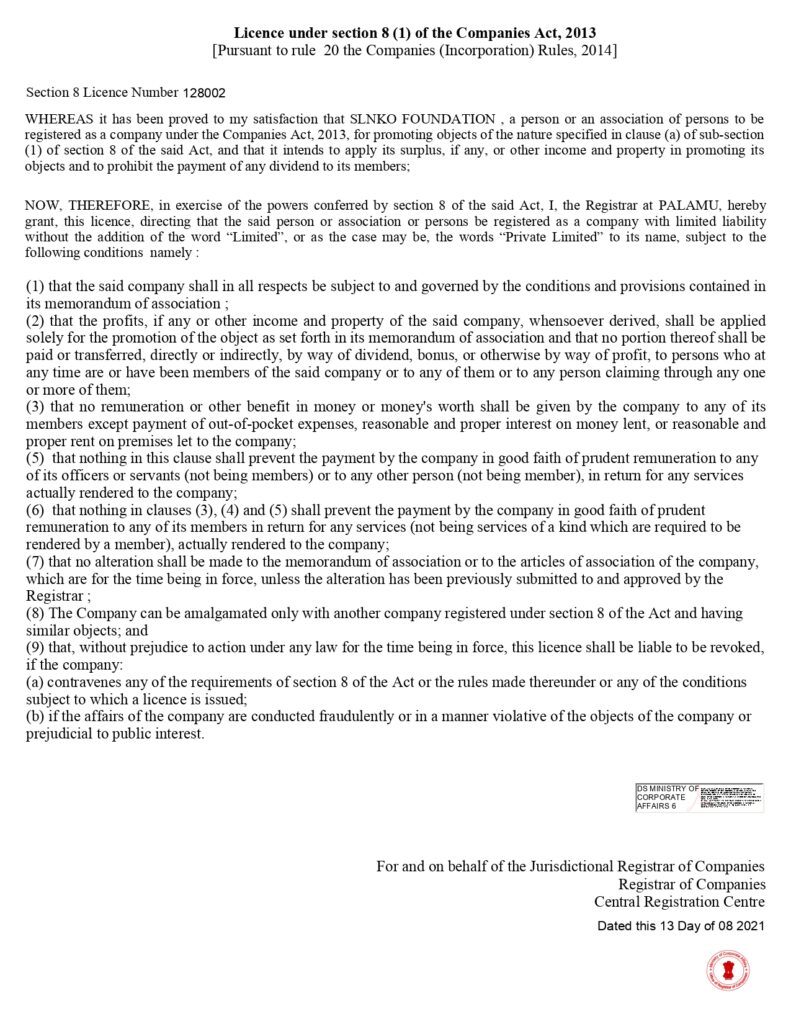 Licence under section 8 (1) of the Companies Act, 2013
[Pursuant to rule 20 the Companies (Incorporation) Rules, 2014]
Section 8 Licence Number 128002
WHEREAS it has been proved to my satisfaction that SLNKO FOUNDATION , a person or an association of persons to be
registered as a company under the Companies Act, 2013, for promoting objects of the nature specified in clause (a) of sub-section
(1) of section 8 of the said Act, and that it intends to apply its surplus, if any, or other income and property in promoting its
objects and to prohibit the payment of any dividend to its members;
NOW, THEREFORE, in exercise of the powers conferred by section 8 of the said Act, I, the Registrar at PALAMU, hereby
grant, this licence, directing that the said person or association or persons be registered as a company with limited liability
without the addition of the word “Limited”, or as the case may be, the words “Private Limited” to its name, subject to the
following conditions namely :
(1) that the said company shall in all respects be subject to and governed by the conditions and provisions contained in
its memorandum of association ;
(2) that the profits, if any or other income and property of the said company, whensoever derived, shall be applied
solely for the promotion of the object as set forth in its memorandum of association and that no portion thereof shall be
paid or transferred, directly or indirectly, by way of dividend, bonus, or otherwise by way of profit, to persons who at
any time are or have been members of the said company or to any of them or to any person claiming through any one
or more of them;
(3) that no remuneration or other benefit in money or money's worth shall be given by the company to any of its
members except payment of out-of-pocket expenses, reasonable and proper interest on money lent, or reasonable and
proper rent on premises let to the company;
(5) that nothing in this clause shall prevent the payment by the company in good faith of prudent remuneration to any
of its officers or servants (not being members) or to any other person (not being member), in return for any services
actually rendered to the company;
(6) that nothing in clauses (3), (4) and (5) shall prevent the payment by the company in good faith of prudent
remuneration to any of its members in return for any services (not being services of a kind which are required to be
rendered by a member), actually rendered to the company;
(7) that no alteration shall be made to the memorandum of association or to the articles of association of the company,
which are for the time being in force, unless the alteration has been previously submitted to and approved by the
Registrar ;
(8) The Company can be amalgamated only with another company registered under section 8 of the Act and having
similar objects; and
(9) that, without prejudice to action under any law for the time being in force, this licence shall be liable to be revoked,
if the company:
(a) contravenes any of the requirements of section 8 of the Act or the rules made thereunder or any of the conditions
subject to which a licence is issued;
(b) if the affairs of the company are conducted fraudulently or in a manner violative of the objects of the company or
prejudicial to public interest.
DS MINISTRY OF
CORPORATE
AFFAIRS 6
For and on behalf of the Jurisdictional Registrar of Companies
Registrar of Companies
Central Registration Centre
Dated this 13 Day of 08 2021